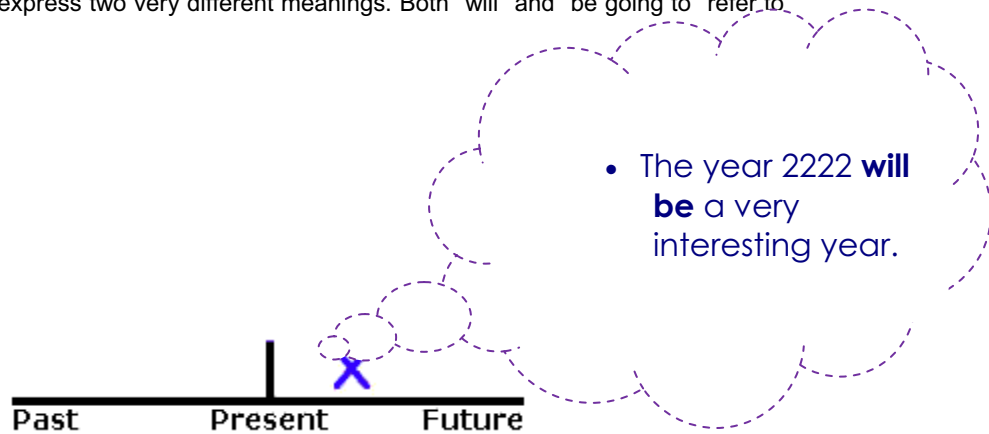 express two very different meanings. Both "will" and "be going to" refer to
• The year 2222 will
be a very
interesting year.
Past Present Future